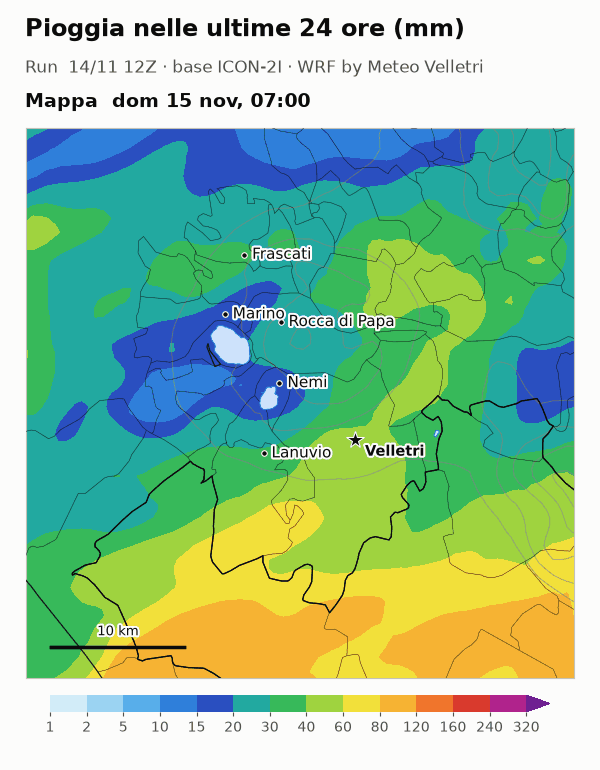 Pioggia nelle ultime 24 ore (mm)
Run 14/11 12Z · base ICON-2I · WRF by Meteo Velletri
Mappa dom 15 nov, 07:00
Frascati
Marino
Rocca di Papa
Nemi
Velletri
Lanuvio
10 km
1 2 5 10 15 20 30 40 60 80 120 160 240 320